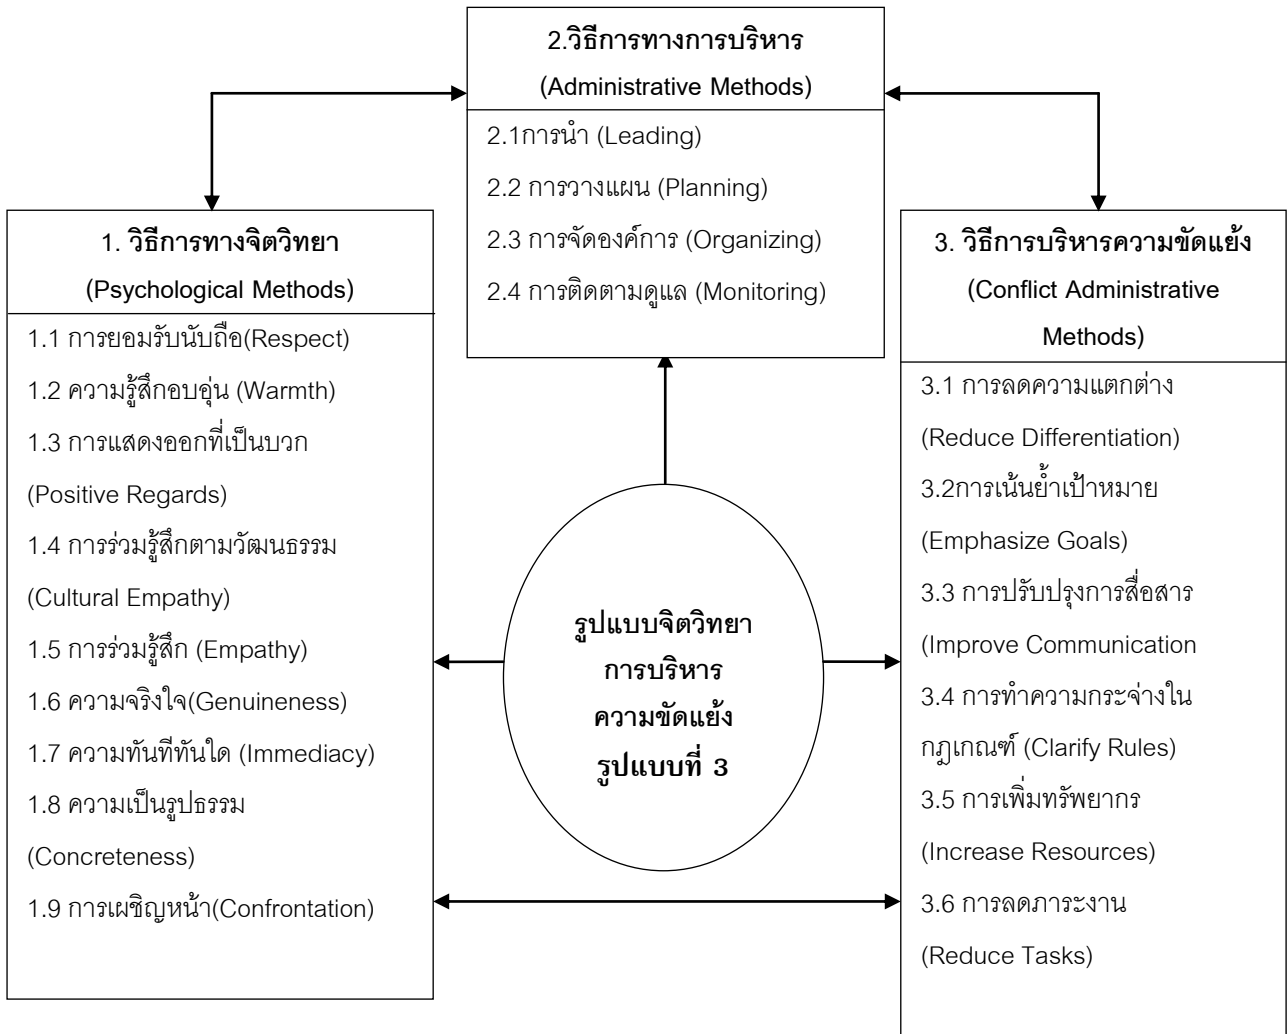 2.วิธีการทางการบริหาร
(Administrative Methods)
2.1การนำ (Leading)
2.2 การวางแผน (Planning)
2.3 การจัดองค์การ (Organizing)
2.4 การติดตามดูแล (Monitoring)
1. วิธีการทางจิตวิทยา
(Psychological Methods)
1.1 การยอมรับนับถือ(Respect)
1.2 ความรู้สึกอบอุ่น (Warmth)
1.3 การแสดงออกที่เป็นบวก
(Positive Regards)
1.4 การร่วมรู้สึกตามวัฒนธรรม
(Cultural Empathy)
1.5 การร่วมรู้สึก (Empathy)
1.6 ความจริงใจ(Genuineness)
1.7 ความทันทีทันใด (Immediacy)
1.8 ความเป็นรูปธรรม
(Concreteness)
1.9 การเผชิญหน้า(Confrontation)
รูปแบบจิตวิทยา
การบริหาร
ความขัดแย้ง
รูปแบบที่ 3
3. วิธีการบริหารความขัดแย้ง
(Conflict Administrative
Methods)
3.1 การลดความแตกต่าง
(Reduce Differentiation)
3.2การเน้นย้ำเป้าหมาย
(Emphasize Goals)
3.3 การปรับปรุงการสื่อสาร
(Improve Communication
3.4 การทำความกระจ่างใน
กฎเกณฑ์ (Clarify Rules)
3.5 การเพิ่มทรัพยากร
(Increase Resources)
3.6 การลดภาระงาน
(Reduce Tasks)